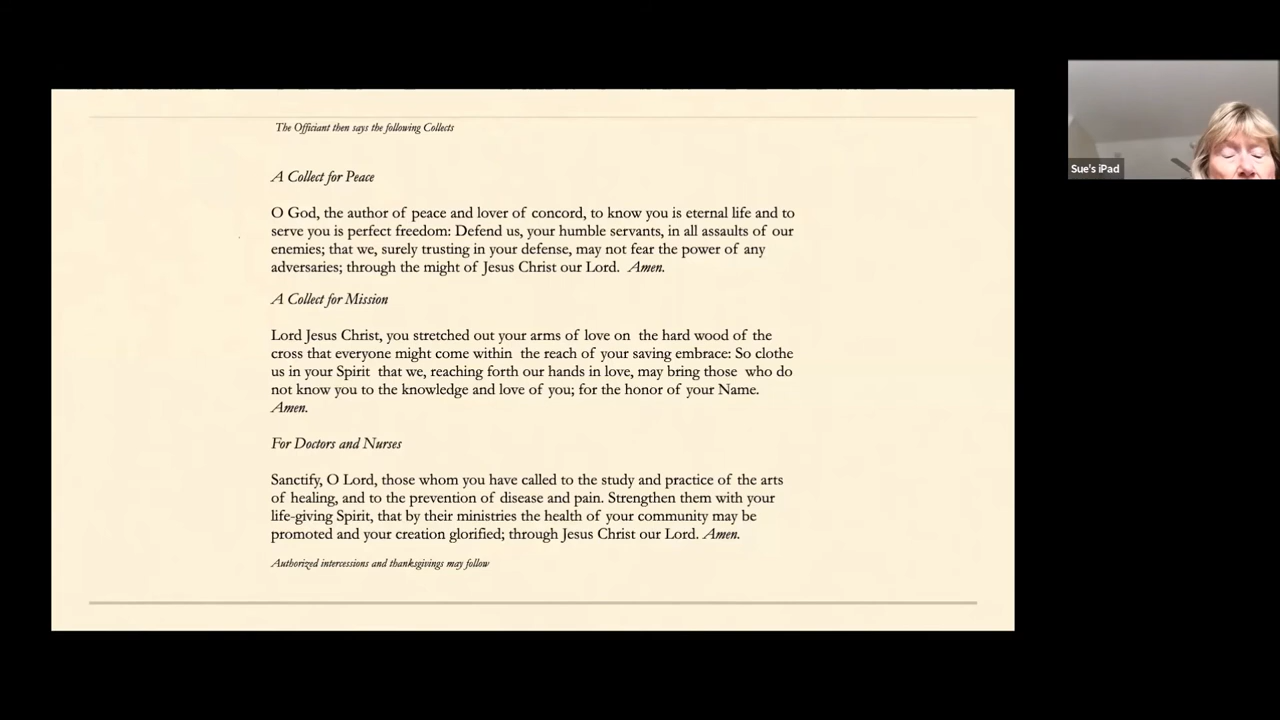 The Officiant then says the following Collects
A Collect for Peace
O God, the author of peace and lover of concord, to know you is eternal life and to
serve you is perfect freedom: Defend us, your humble servants, in all assaults of our
enemies; that we, surely trusting in your defense, may not fear the power of any
adversaries; through the might of Jesus Christ our Lord. Amen.
A Collect for Mission
Lord Jesus Christ, you stretched out your arms of love on the hard wood of the
cross that everyone might come within the reach of your saving embrace: So clothe
us in your Spirit that we, reaching forth our hands in love, may bring those who do
not know you to the knowledge and love of you; for the honor of your Name.
Amen.
For Doctors and Nurses
Sanctify, O Lord, those whom you have called to the study and practice of the arts
of healing, and to the prevention of disease and pain. Strengthen them with your
life-giving Spirit, that by their ministries the health of your community may be
promoted and your creation glorified; through Jesus Christ our Lord. Amen.
Authorized intercessions and thanksgivings may follow
Sue's iPad